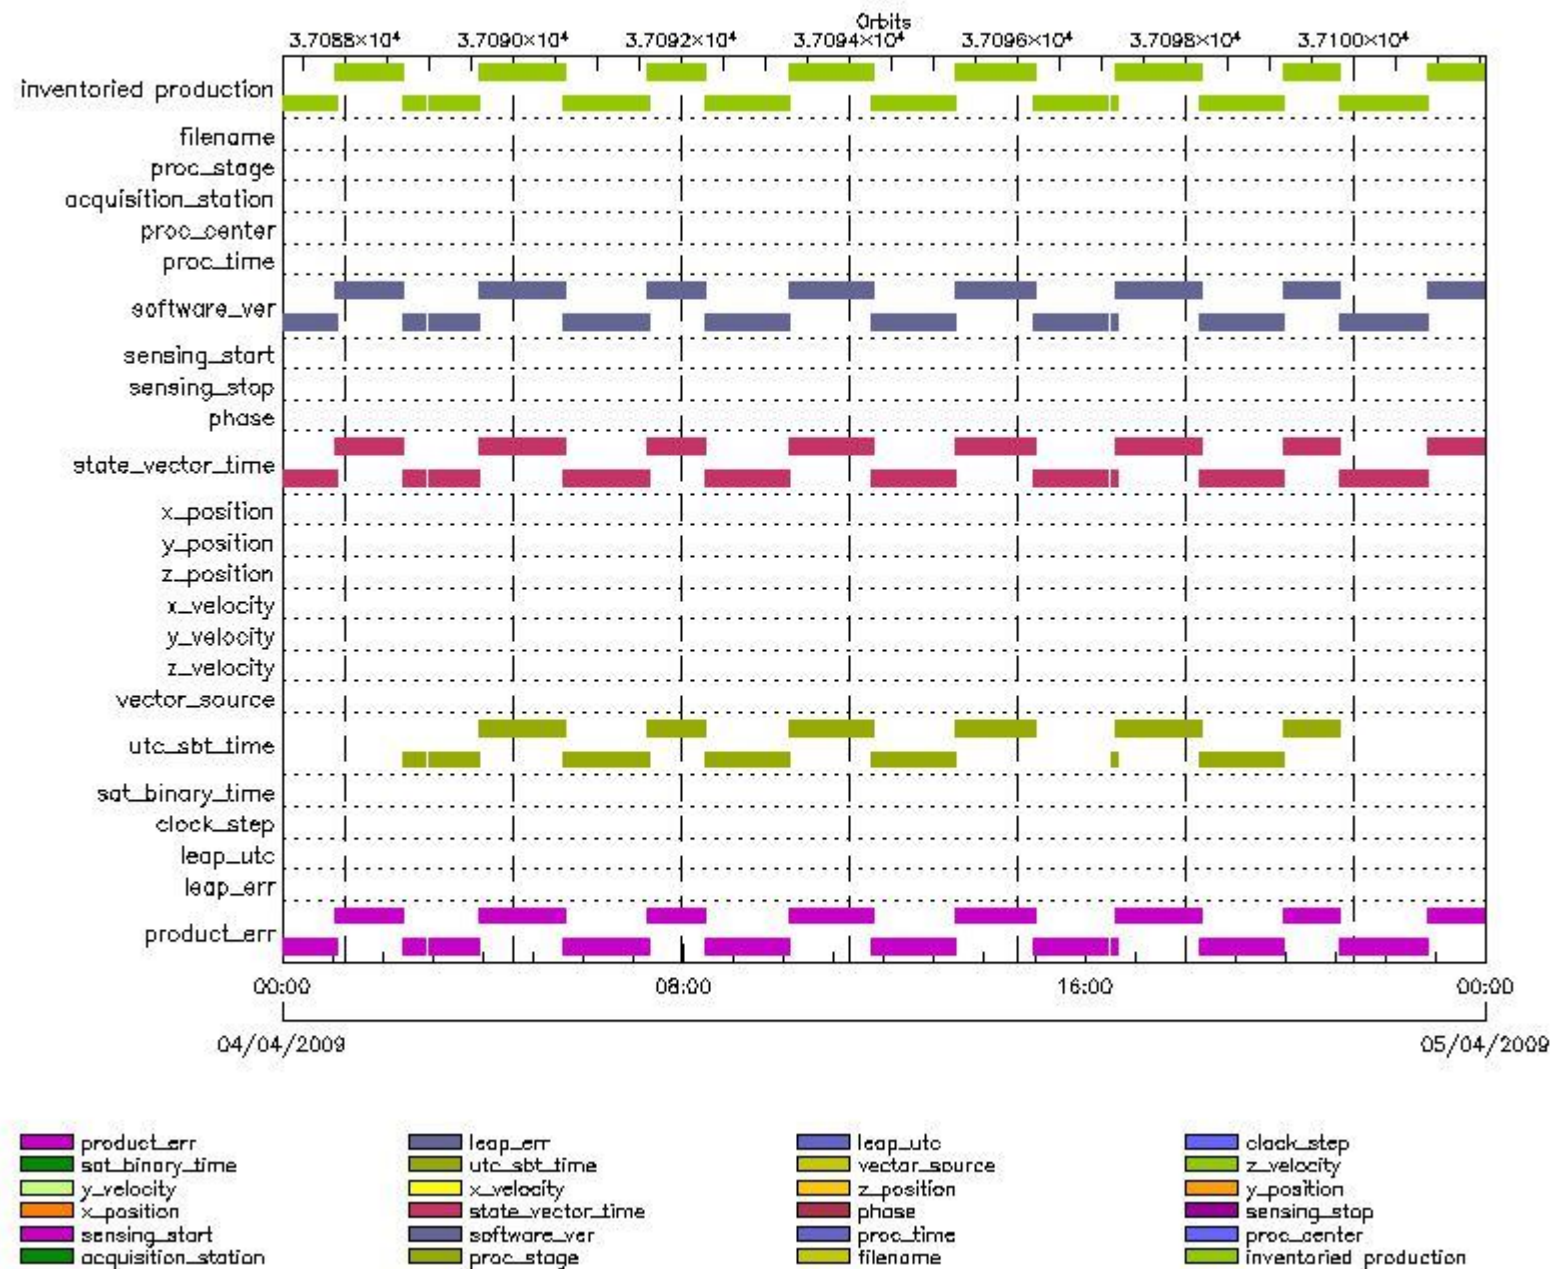 Orbits
3.7088×10⁴ 3.7090×10⁴ 3.7092×10⁴ 3.7094×10⁴ 3.7096×10⁴ 3.7098×10⁴ 3.7100×10⁴
inventoried production
filename
proc_stage
acquisition_station
proc_center
proc_time
software_ver
sensing_start
sensing_stop
phase
state_vector_time
x_position
y_position
z_position
x_velocity
y_velocity
z_velocity
vector_source
utc_sbt_time
sat_binary_time
clock_step
leap_utc
leap_err
product_err
00:00 08:00 16:00 00:00
04/04/2009 05/04/2009
product_err leap_err leap_utc clock_step
sat_binary_time utc_sbt_time vector_source z_velocity
y_velocity x_velocity z_position y_position
x_position state_vector_time phase sensing_stop
sensing_start software_ver proc_time proc_center
acquisition_station proc_stage filename inventoried production